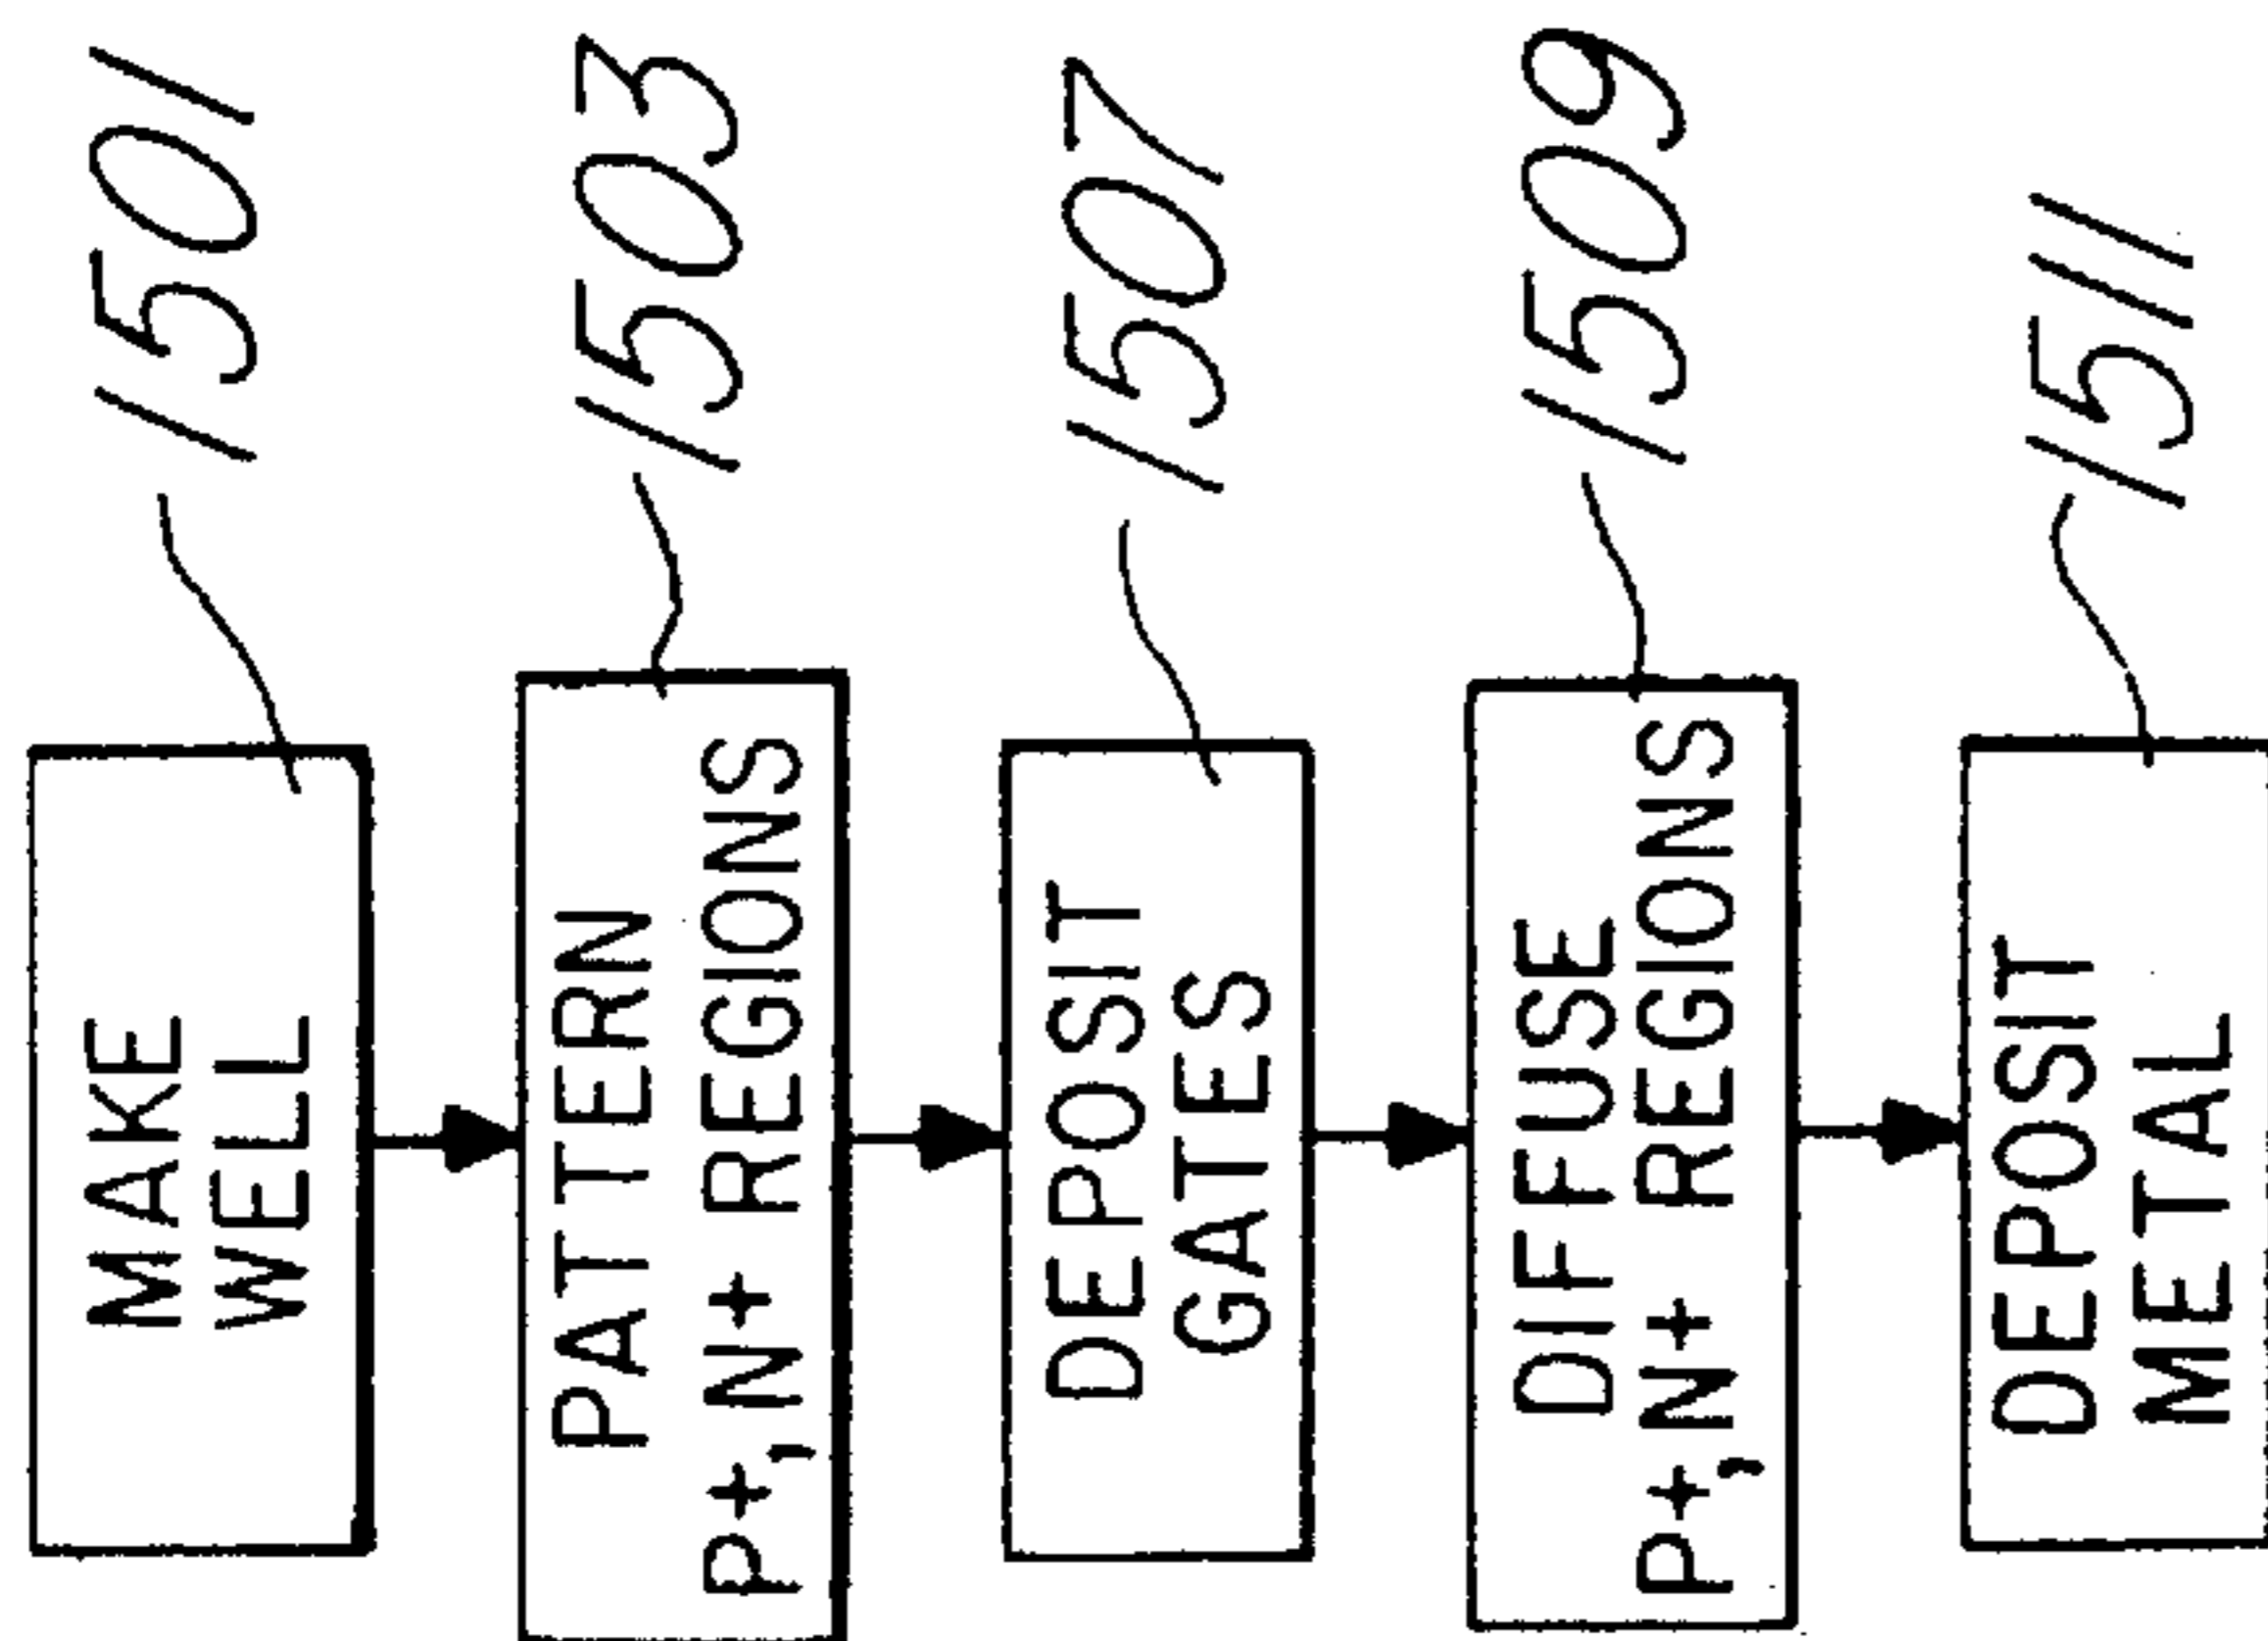 MAKE
WELL
1501
PATTERN
P+, N+ REGIONS
1503
DEPOSIT
GATES
1507
DIFFUSE
P+, N+ REGIONS
1509
DEPOSIT
METAL
1511